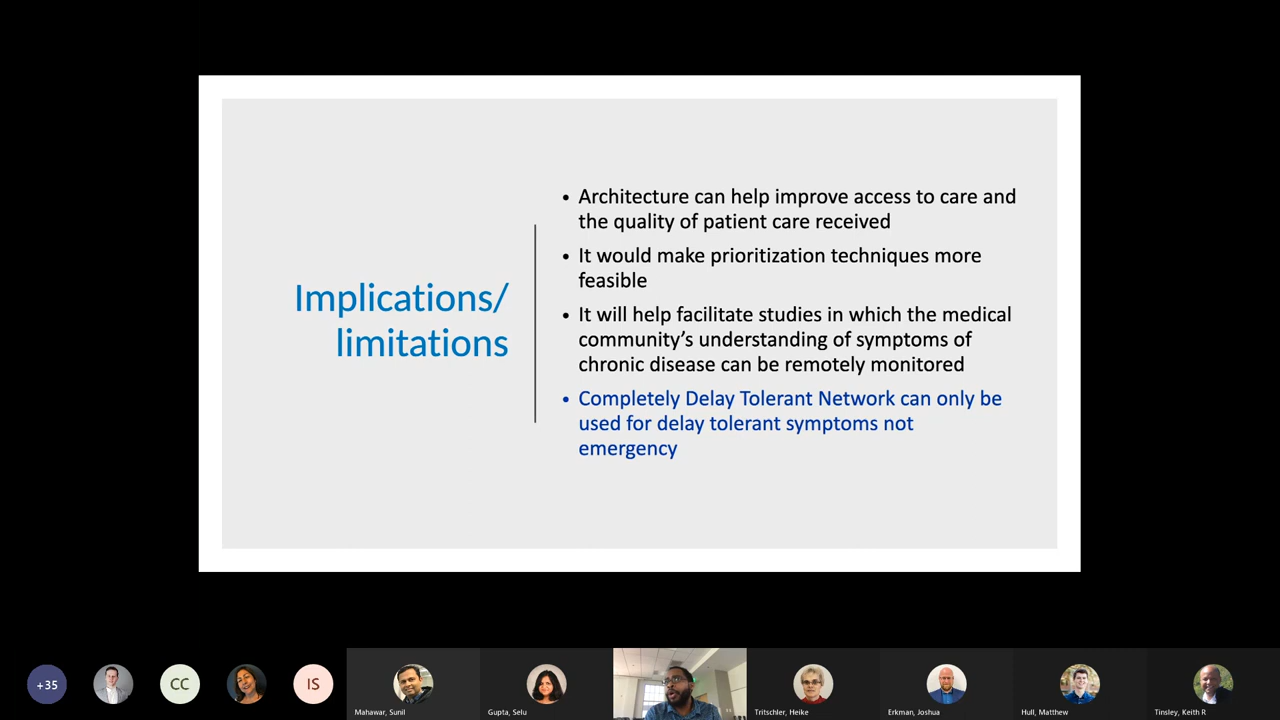 Implications/
limitations
• Architecture can help improve access to care and
the quality of patient care received
• It would make prioritization techniques more
feasible
• It will help facilitate studies in which the medical
community’s understanding of symptoms of
chronic disease can be remotely monitored
• Completely Delay Tolerant Network can only be
used for delay tolerant symptoms not
emergency
+35
CC
IS
Mahawar, Sunil
Gupta, Selu
Tritschler, Heike
Erkman, Joshua
Hull, Matthew
Tinsley, Keith R